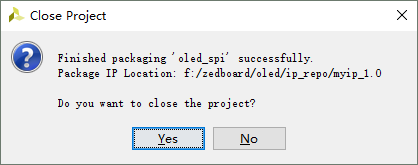 Close Project
Finished packaging 'oled_spi' successfully.
Package IP Location: f:/zedboard/oled/ip_repo/myip_1.0
Do you want to close the project?
Yes No